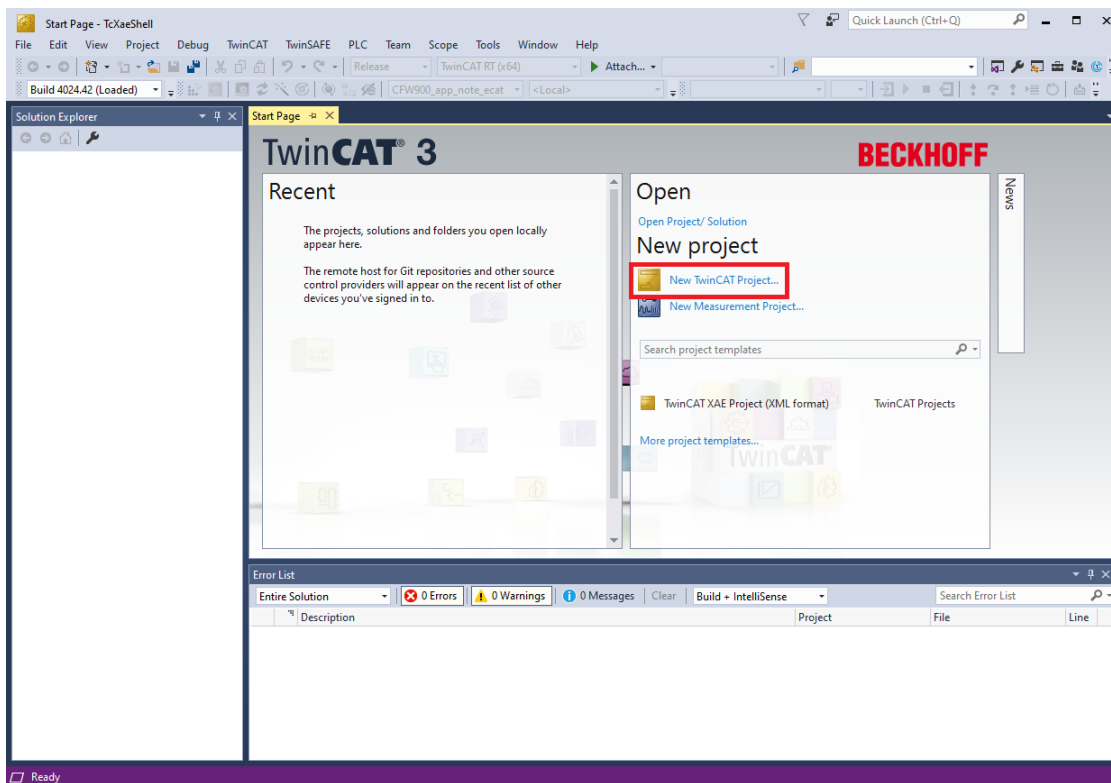 Start Page - TcXaeShell
Quick Launch (Ctrl+Q)
File Edit View Project Debug TwinCAT TwinSAFE PLC Team Scope Tools Window Help
Release TwinCAT RT (x64) Attach...
Build 4024.42 (Loaded) CFW900_app_note_ecat <Local>
Solution Explorer
Start Page
TwinCAT® 3
BECKHOFF
Recent
The projects, solutions and folders you open locally
appear here.
The remote host for Git repositories and other source
control providers will appear on the recent list of other
devices you've signed in to.
Open
Open Project/ Solution
New project
New TwinCAT Project...
New Measurement Project...
Search project templates
TwinCAT XAE Project (XML format) TwinCAT Projects
More project templates...
TwinCAT
News
Error List
Entire Solution 0 Errors 0 Warnings 0 Messages Clear Build + IntelliSense Search Error List
Description Project File Line
Ready